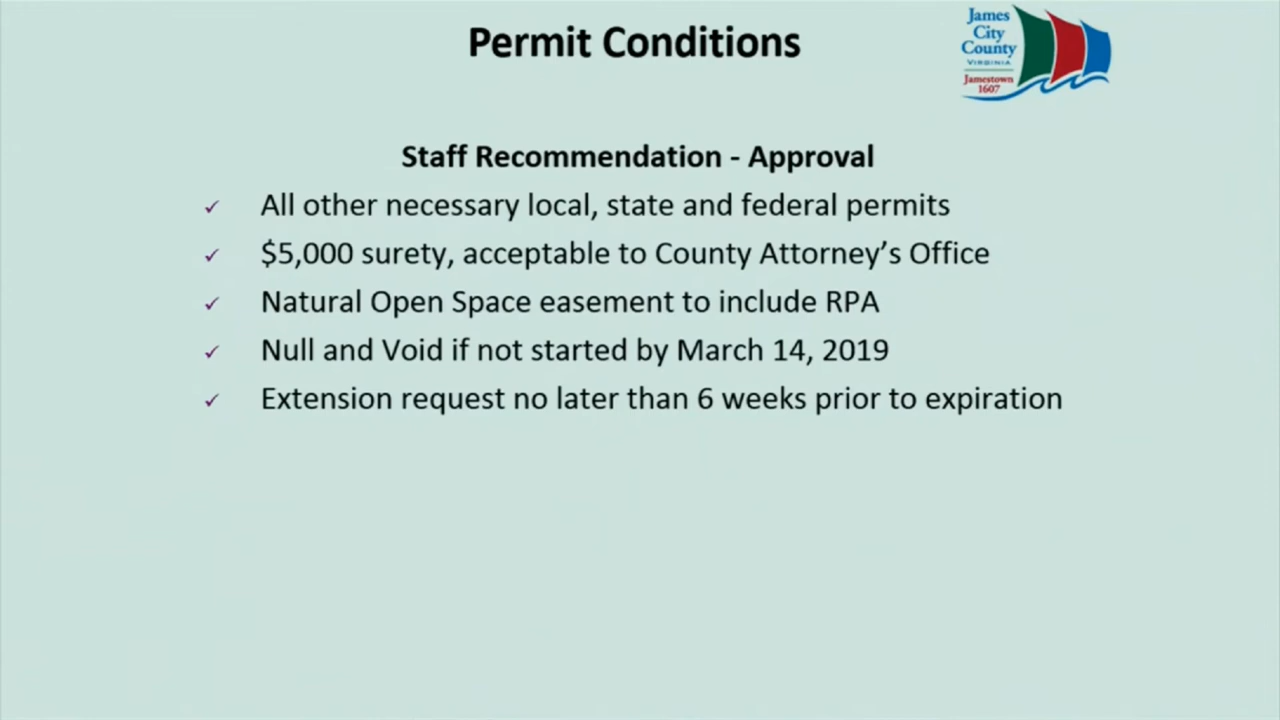 Permit Conditions
James
City
County
VIRGINIA
Jamestown
1607
Staff Recommendation - Approval
✓ All other necessary local, state and federal permits
✓ $5,000 surety, acceptable to County Attorney’s Office
✓ Natural Open Space easement to include RPA
✓ Null and Void if not started by March 14, 2019
✓ Extension request no later than 6 weeks prior to expiration